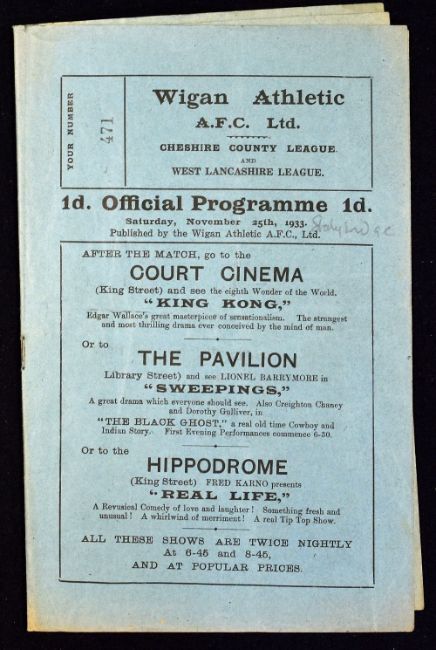 YOUR NUMBER
471
Wigan Athletic
A.F.C. Ltd.
CHESHIRE COUNTY LEAGUE.
AND
WEST LANCASHIRE LEAGUE.
1d. Official Programme 1d.
Saturday, November 25th, 1933.
Published by the Wigan Athletic A.F.C., Ltd.
AFTER THE MATCH, go to the
COURT CINEMA
(King Street) and see the eighth Wonder of the World.
"KING KONG,"
Edgar Wallace's great masterpiece of sensationalism. The strangest
and most thrilling drama ever conceived by the mind of man.
Or to
THE PAVILION
Library Street) and see LIONEL BARRYMORE in
"SWEEPINGS,"
A great drama which everyone should see. Also Creighton Chaney
and Dorothy Gulliver, in
"THE BLACK GHOST," a real old time Cowboy and
Indian Story. First Evening Performances commence 6-30.
Or to the
HIPPODROME
(King Street) FRED KARNO presents
"REAL LIFE,"
A Revusical Comedy of love and laughter! Something fresh and
unusual! A whirlwind of merriment! A real Tip Top Show.
ALL THESE SHOWS ARE TWICE NIGHTLY
At 6-45 and 8-45,
AND AT POPULAR PRICES.